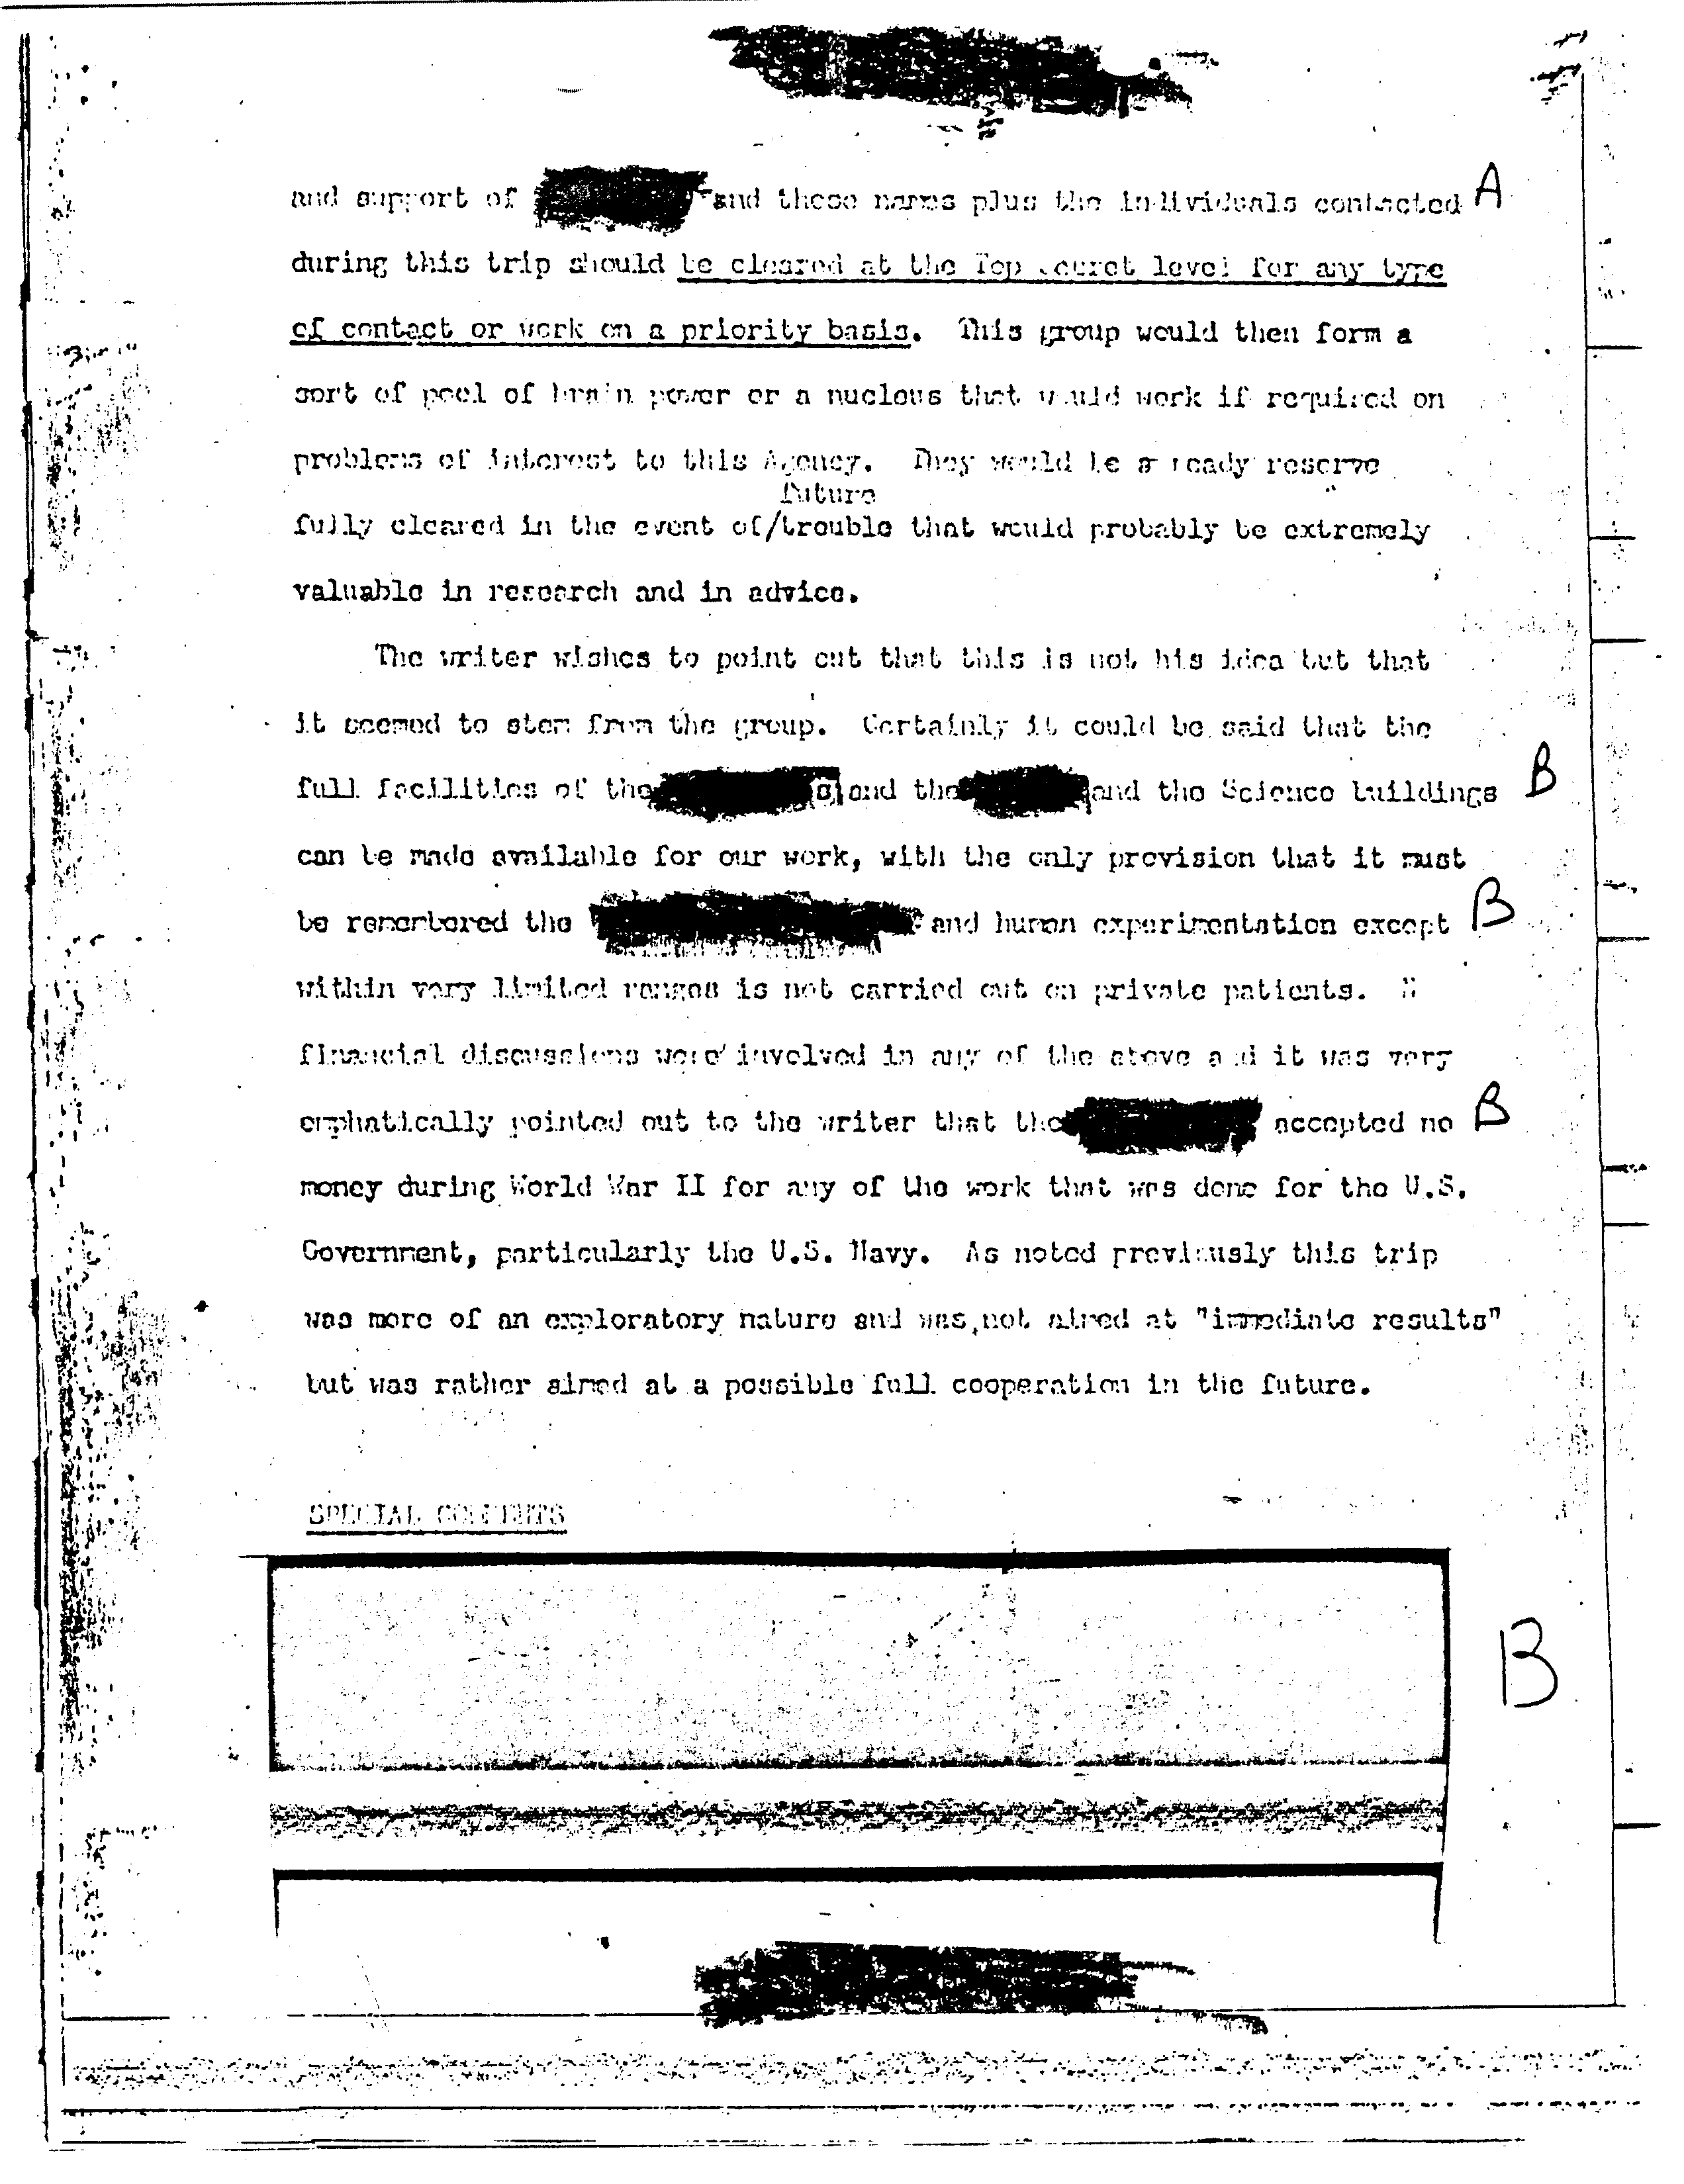 and support of and these names plus the individuals contacted A
during this trip should be cleared at the Top Secret level for any type
of contact or work on a priority basis. This group would then form a
sort of pool of brain power or a nucleus that would work if required on
problems of interest to this Agency. They would be a ready reserve
future
fully cleared in the event of/trouble that would probably be extremely
valuable in research and in advice.
The writer wishes to point out that this is not his idea but that
it seemed to stem from the group. Certainly it could be said that the
full facilities of the and the and the Science buildings B
can be made available for our work, with the only provision that it must
be remembered the and human experimentation except B
within very limited ranges is not carried out on private patients.
financial discussions were involved in any of the above and it was very
emphatically pointed out to the writer that the accepted no B
money during World War II for any of the work that was done for the U.S.
Government, particularly the U.S. Navy. As noted previously this trip
was more of an exploratory nature and was not aimed at "immediate results"
but was rather aimed at a possible full cooperation in the future.
SPECIAL COMMENTS
B